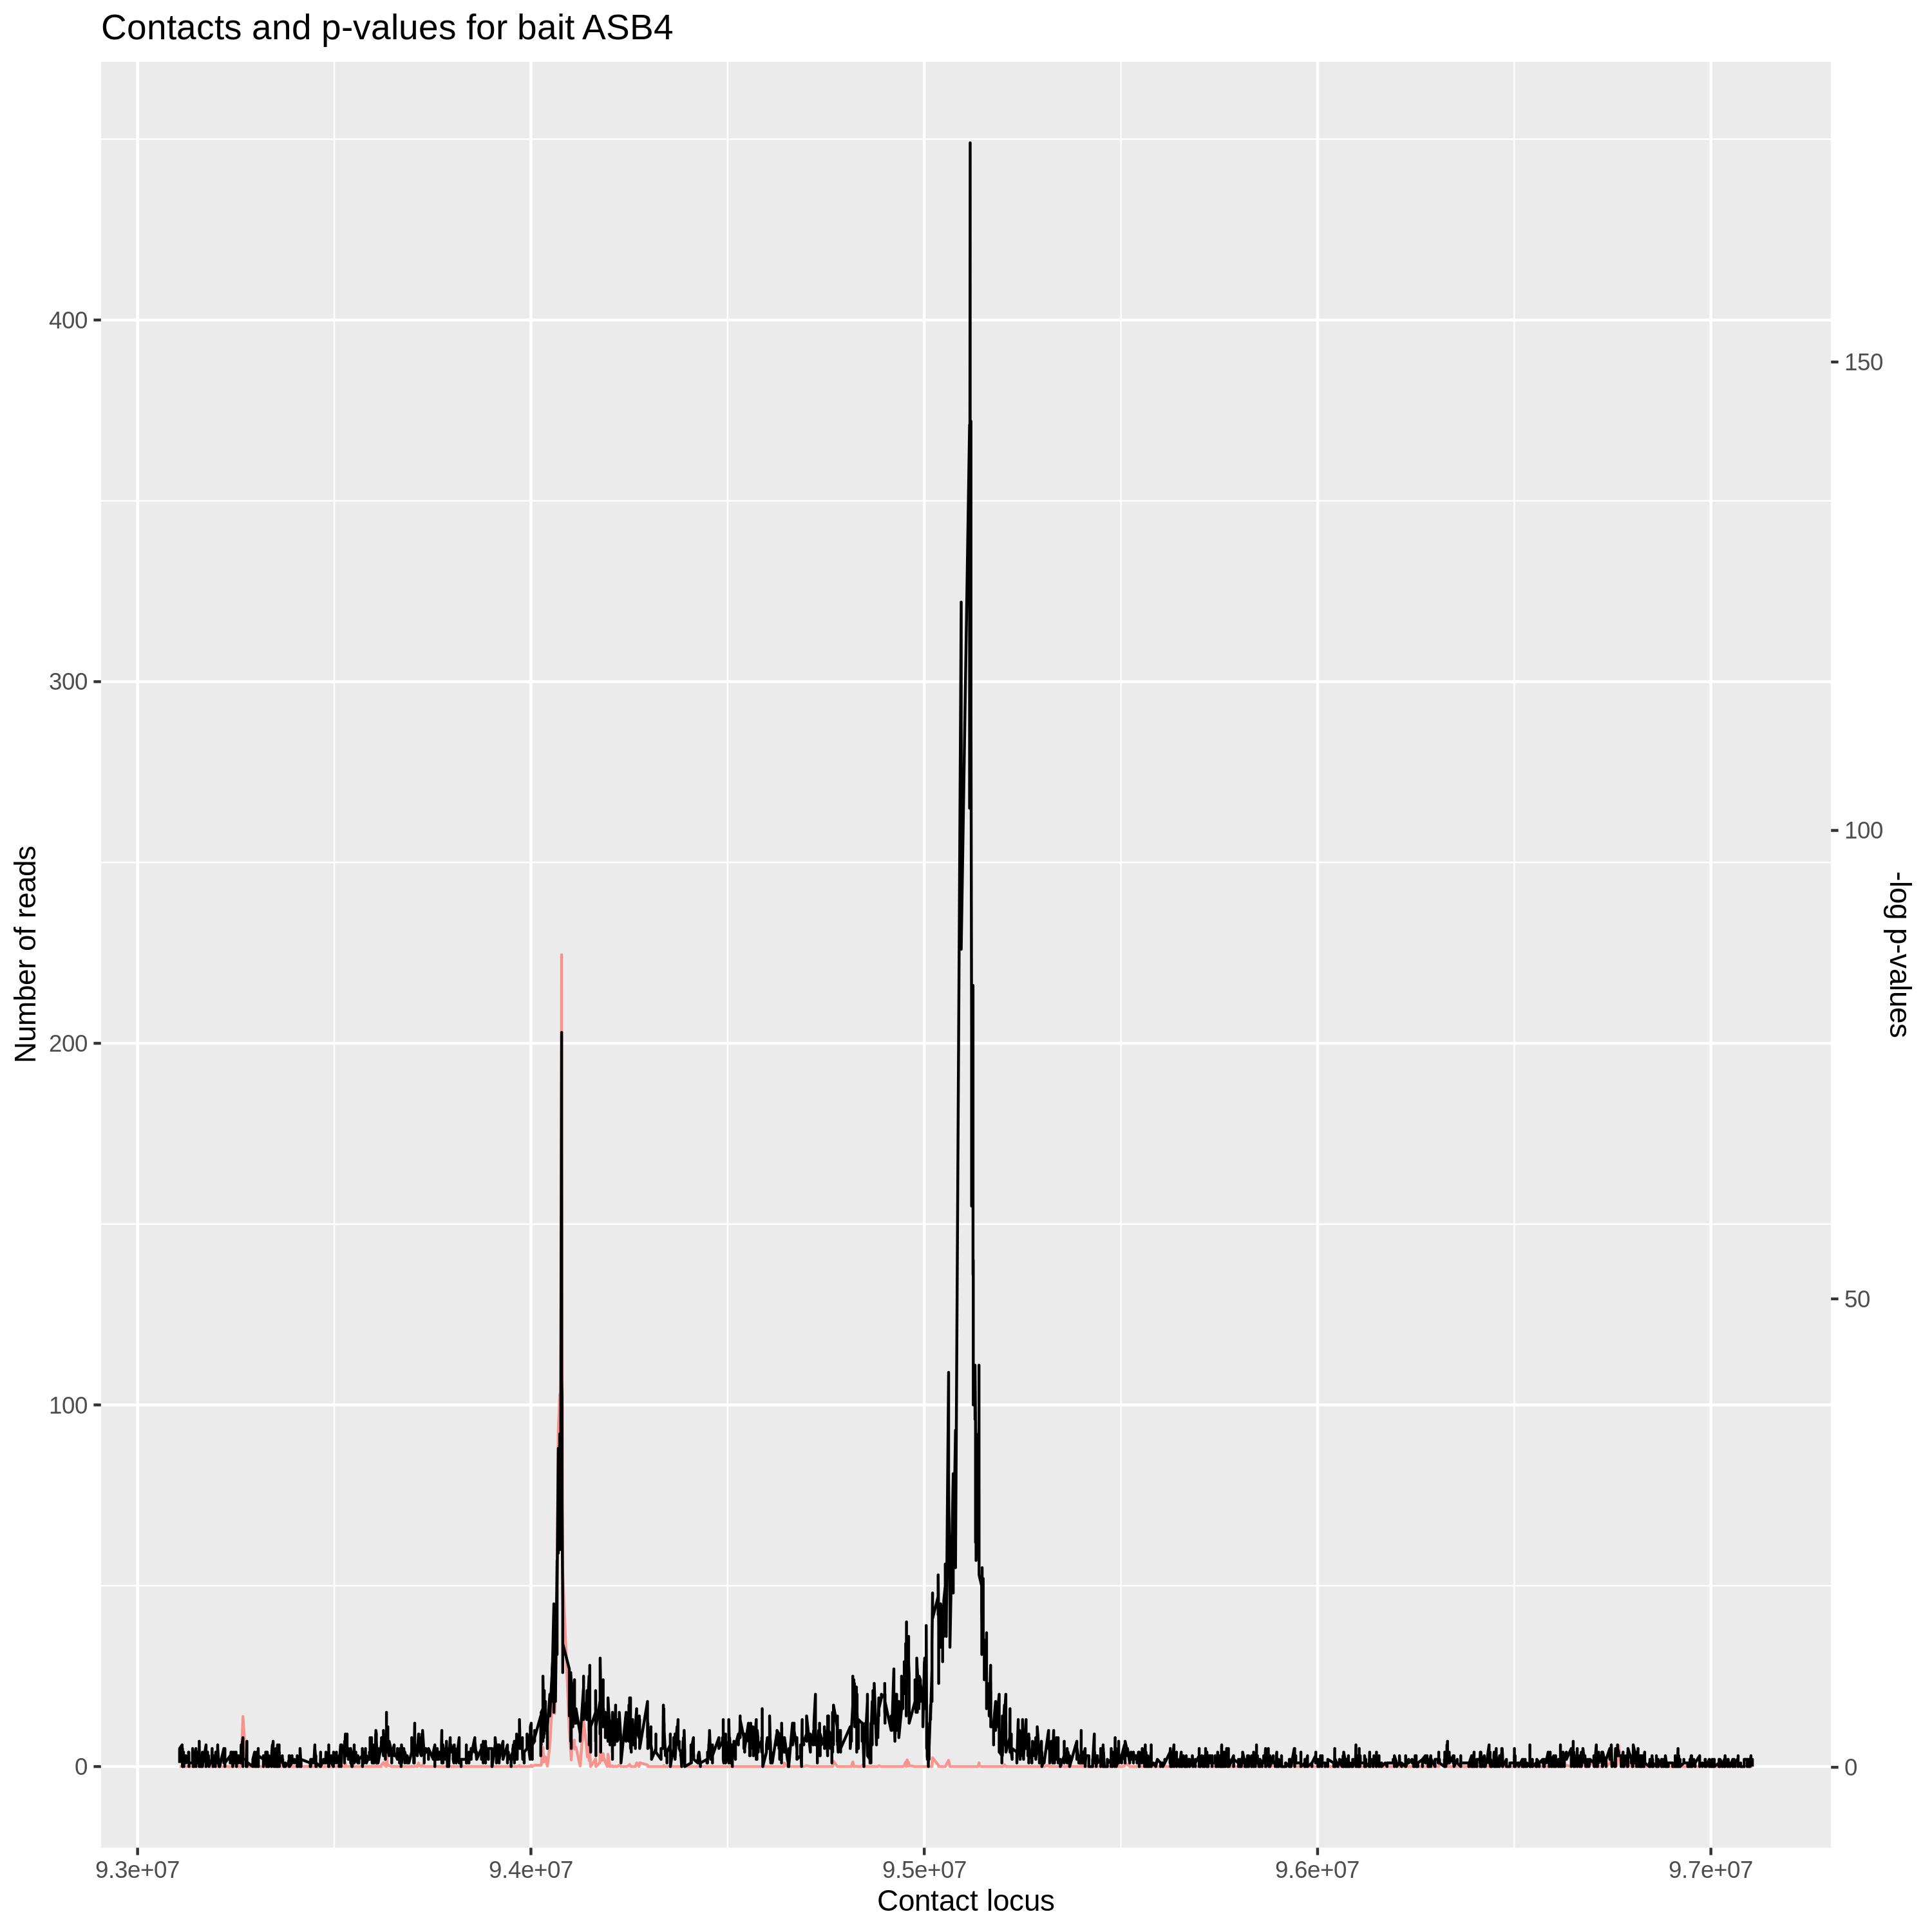 Contacts and p-values for bait ASB4
400
300
200
100
0
Number of reads
150
100
50
0
-log p-values
9.3e+07 9.4e+07 9.5e+07 9.6e+07 9.7e+07
Contact locus